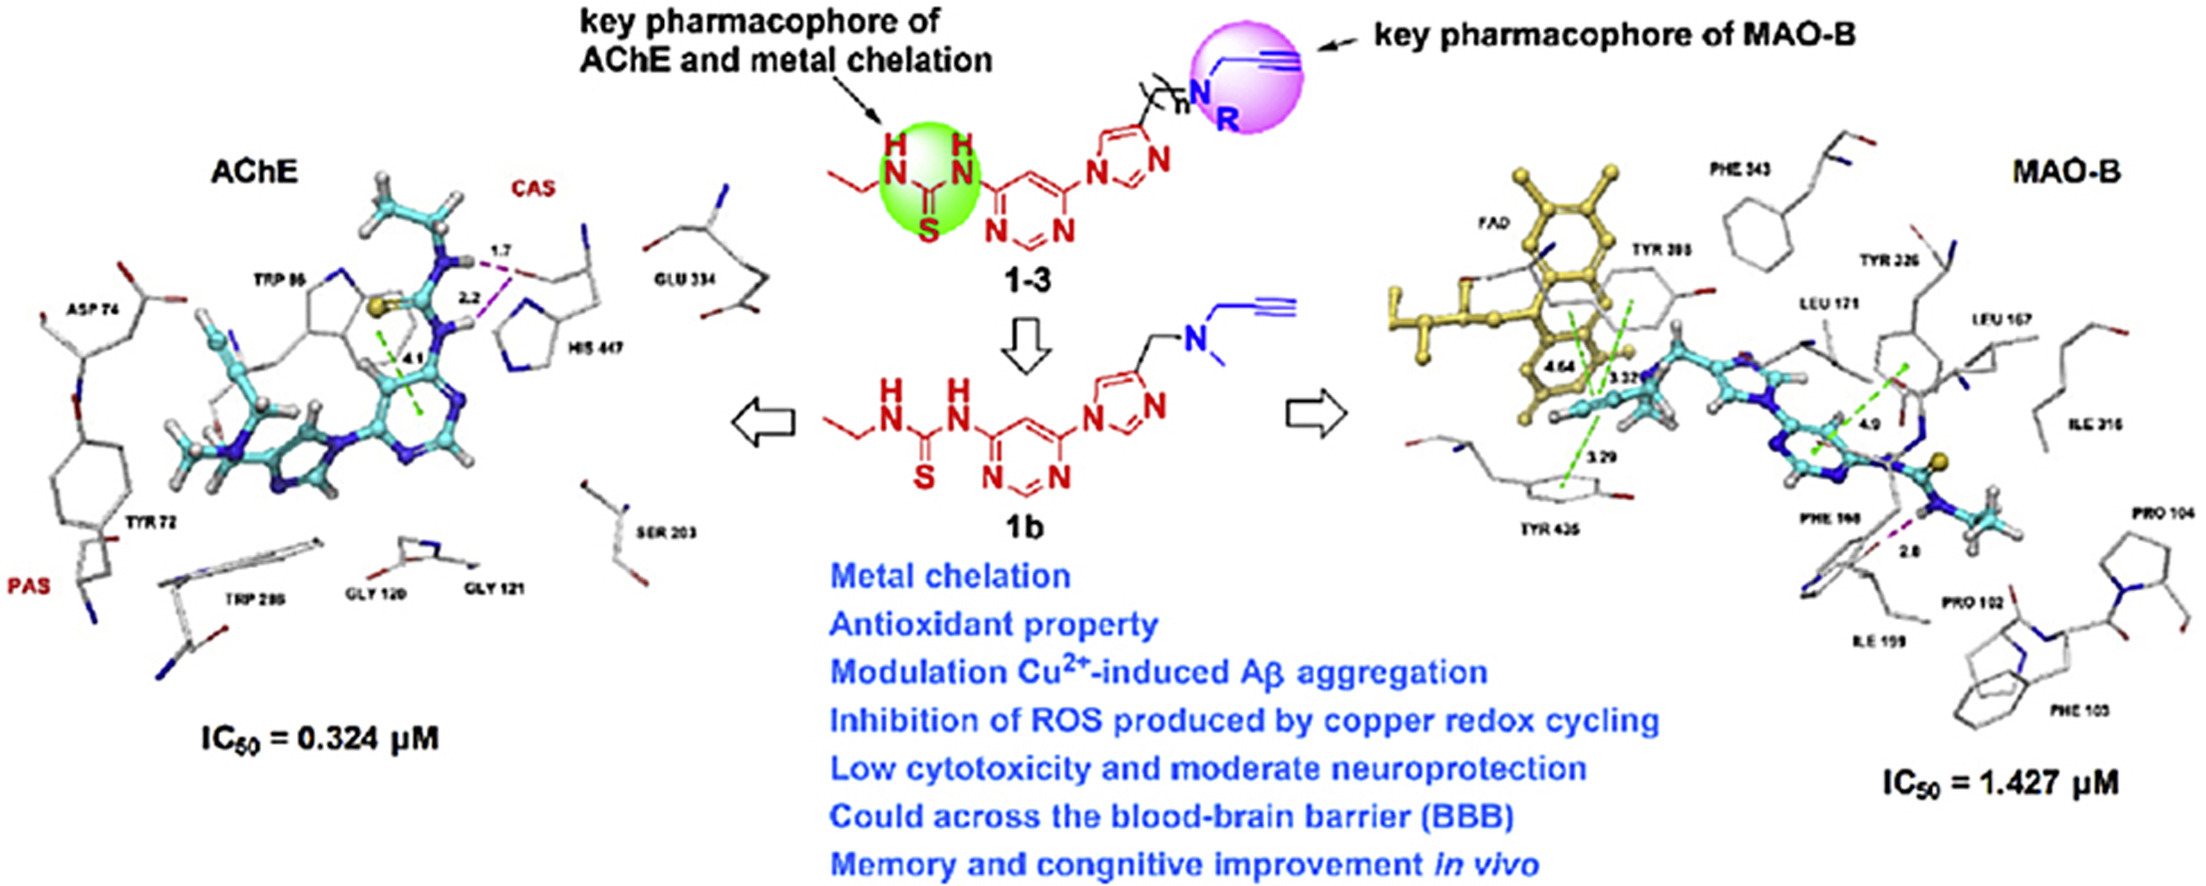 key pharmacophore of
AChE and metal chelation
key pharmacophore of MAO-B
n
N
R
H
H
N
N
S
N
N
N
N
1-3
AChE
CAS
1.7
2.2
4.1
TRP 86
ASP 74
GLU 334
HIS 447
TYR 72
SER 203
PAS
TRP 286
GLY 120
GLY 121
IC50 = 0.324 µM
H
H
N
N
S
N
N
N
N
N
1b
MAO-B
PHE 343
FAD
TYR 398
TYR 326
LEU 171
LEU 167
4.64
3.32
4.9
ILE 316
3.29
TYR 435
PHE 168
2.8
PRO 104
PRO 102
ILE 199
PHE 103
IC50 = 1.427 µM
Metal chelation
Antioxidant property
Modulation Cu2+-induced Aβ aggregation
Inhibition of ROS produced by copper redox cycling
Low cytotoxicity and moderate neuroprotection
Could across the blood-brain barrier (BBB)
Memory and congnitive improvement in vivo